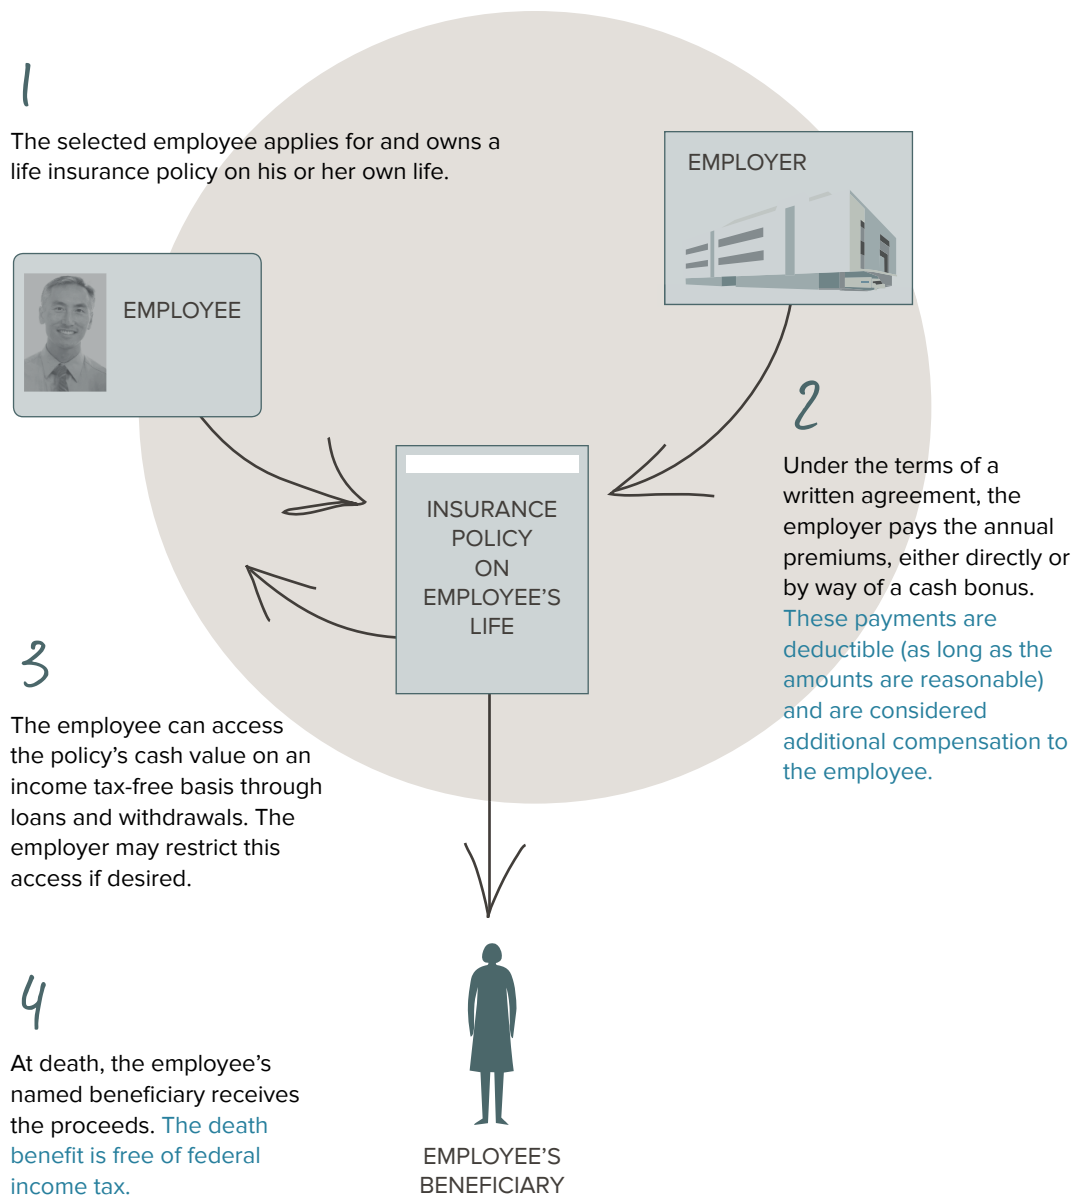 1
The selected employee applies for and owns a
life insurance policy on his or her own life.
EMPLOYER
EMPLOYEE
2
Under the terms of a
written agreement, the
employer pays the annual
premiums, either directly or
by way of a cash bonus.
These payments are
deductible (as long as the
amounts are reasonable)
and are considered
additional compensation to
the employee.
INSURANCE
POLICY
ON
EMPLOYEE’S
LIFE
3
The employee can access
the policy’s cash value on an
income tax-free basis through
loans and withdrawals. The
employer may restrict this
access if desired.
4
At death, the employee’s
named beneficiary receives
the proceeds. The death
benefit is free of federal
income tax.
EMPLOYEE’S
BENEFICIARY